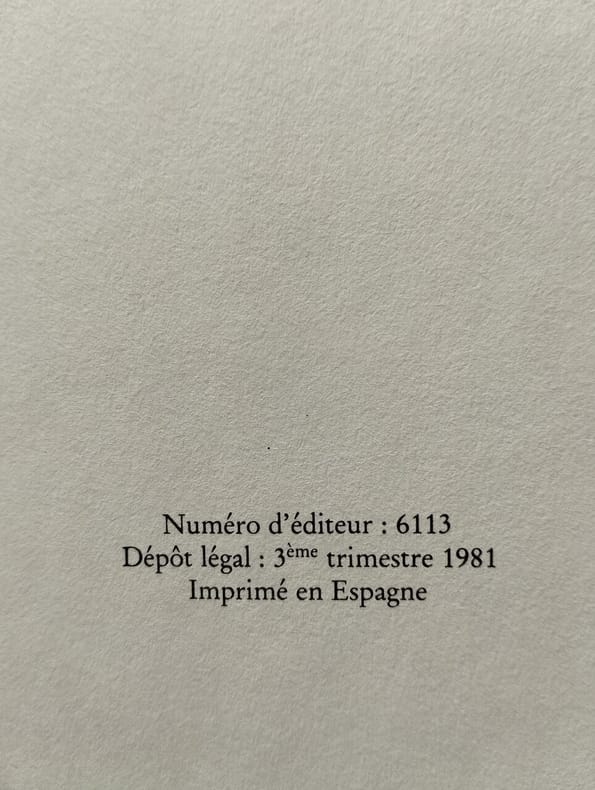 Numéro d'éditeur : 6113
Dépôt légal : 3ème trimestre 1981
Imprimé en Espagne